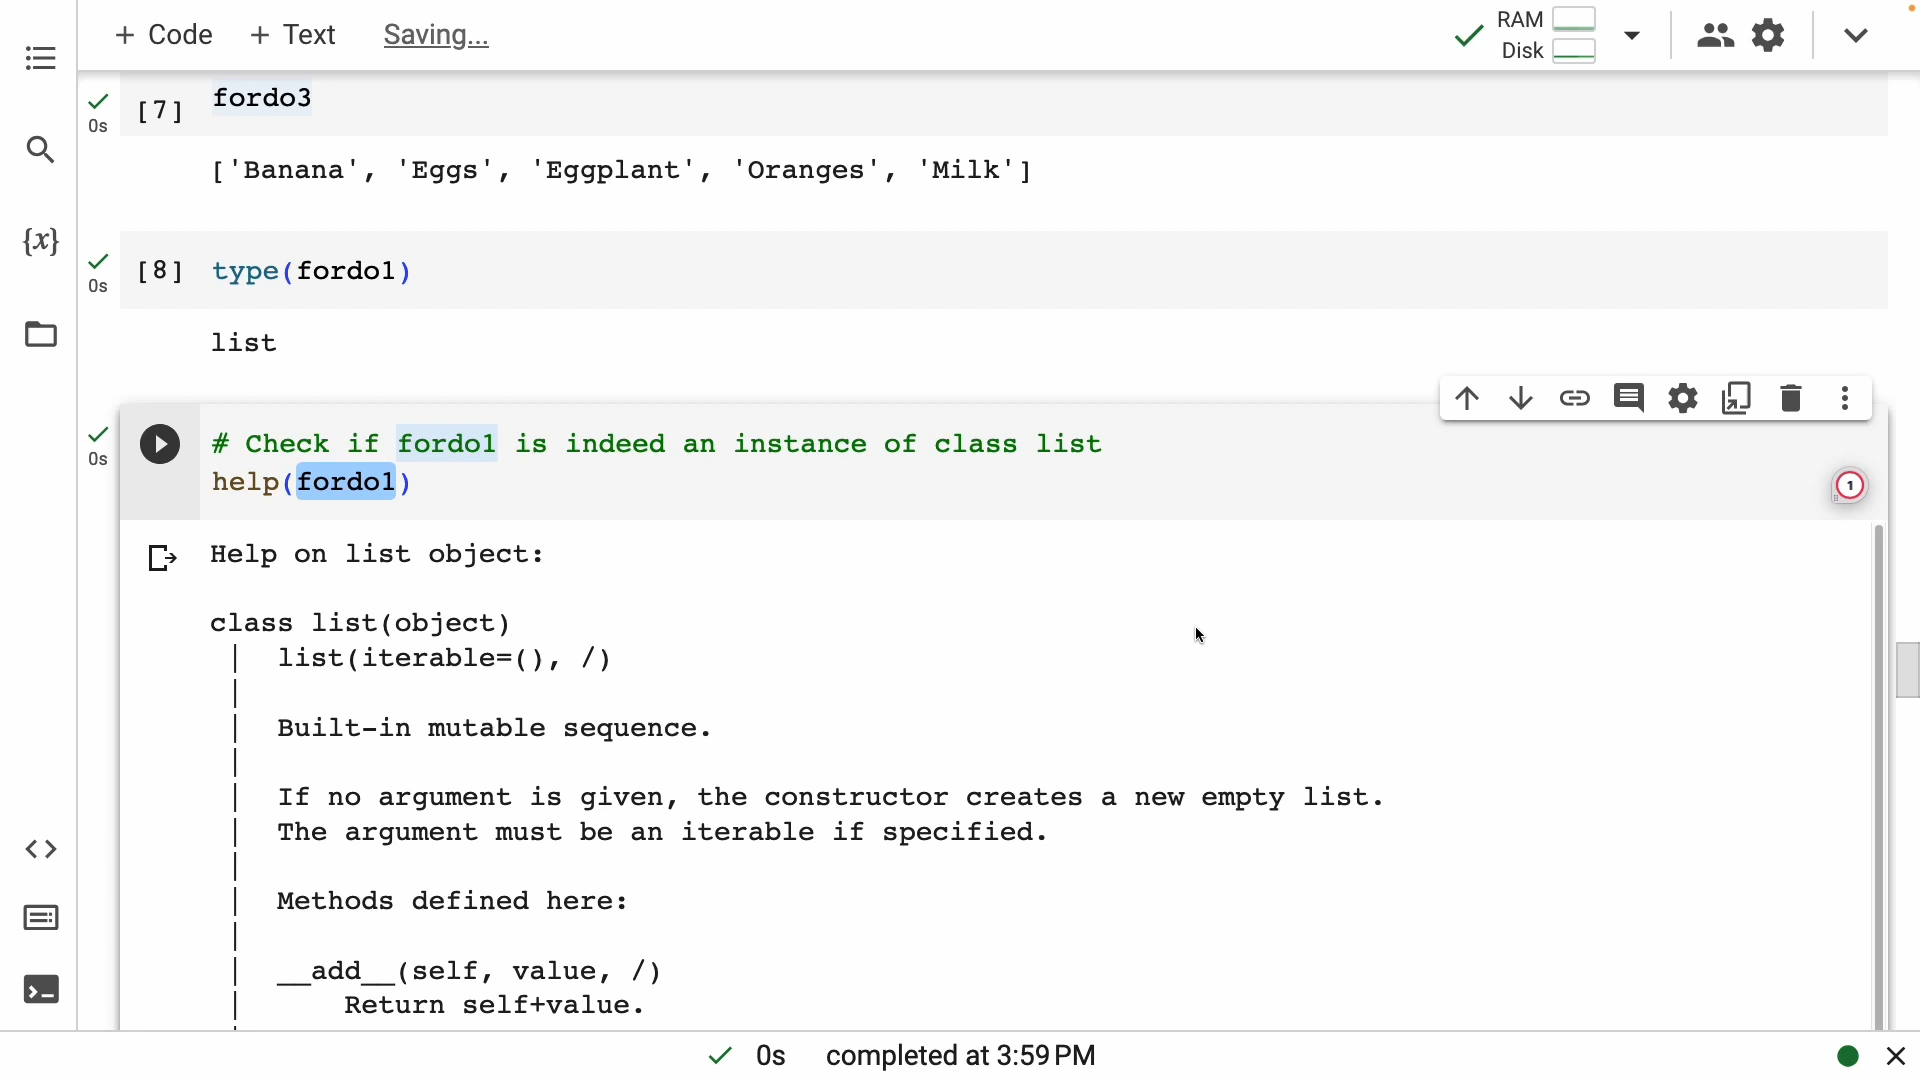 + Code + Text Saving... RAM
Disk
[7] fordo3
0s
['Banana', 'Eggs', 'Eggplant', 'Oranges', 'Milk']
{x}
[8] type(fordo1)
0s
list
# Check if fordo1 is indeed an instance of class list
0s
help(fordo1)
1
Help on list object:
class list(object)
| list(iterable=(), /)
|
| Built-in mutable sequence.
|
| If no argument is given, the constructor creates a new empty list.
| The argument must be an iterable if specified.
|
| Methods defined here:
|
| __add__(self, value, /)
| Return self+value.
0s completed at 3:59 PM